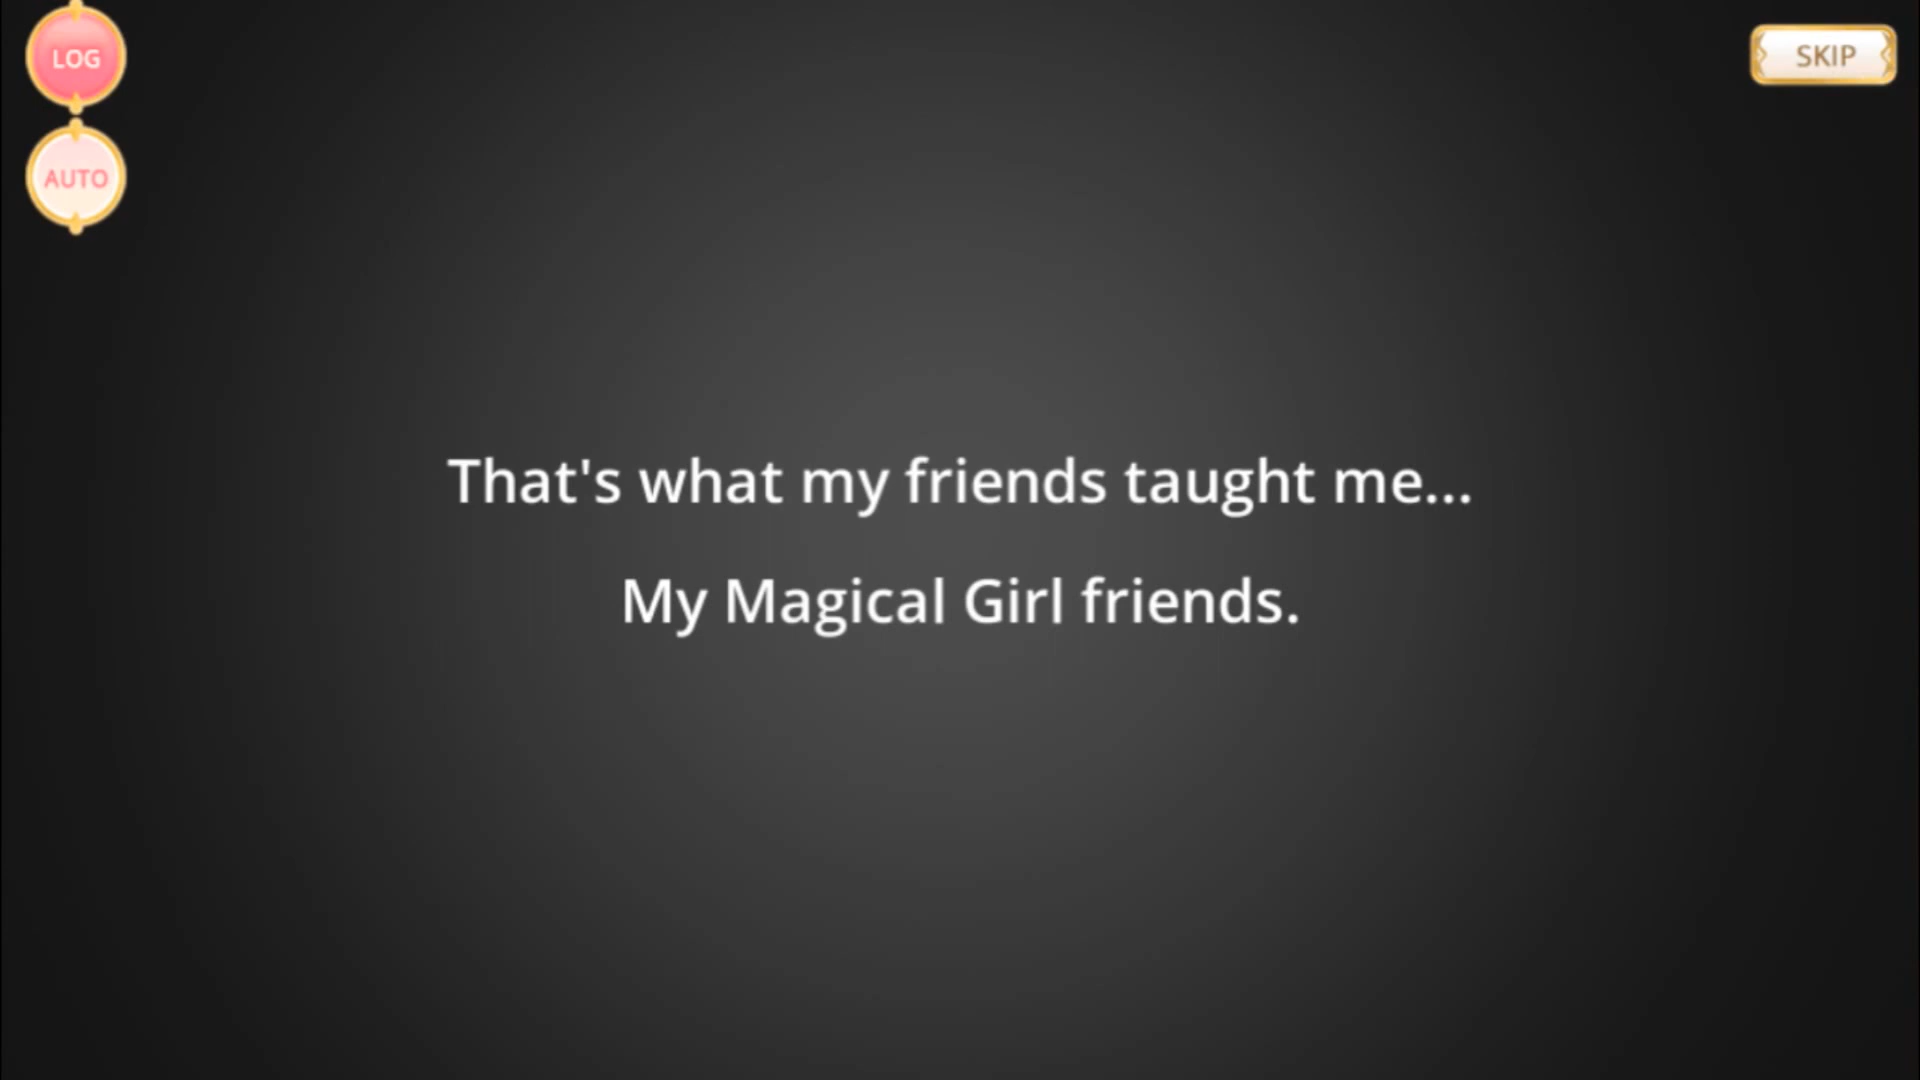 LOG
SKIP
AUTO
That's what my friends taught me...
My Magical Girl friends.